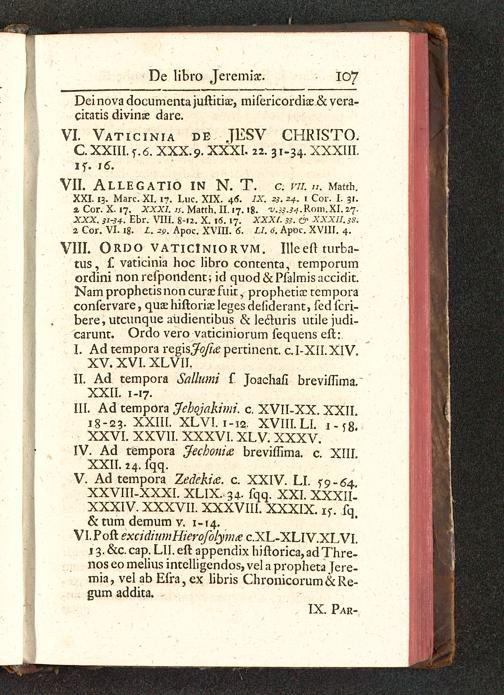 De libro Jeremiæ. 107
Dei nova documenta juſtitiæ, miſericordiæ & vera-
citatis divinæ dare.
VI. VATICINIA DE JESV CHRISTO.
C. XXIII. 5. 6. XXX. 9. XXXI. 22. 31-34. XXXIII.
15. 16.
VII. ALLEGATIO IN N. T. C. VII. 11. Matth.
XXI. 13. Marc. XI. 17. Luc. XIX. 46. IX. 23. 24. 1 Cor. I. 31.
2 Cor. X. 17. XXXI. 15. Matth. II. 17. 18. v. 33. 34. Rom. XI. 27.
XXX. 31-34. Ebr. VIII. 8-12. X. 16. 17. XXXI. 33. & XXXII. 38.
2 Cor. VI. 18. L. 29. Apoc. XVIII. 6. LI. 6. Apoc. XVIII. 4.
VIII. ORDO VATICINIORVM. Ille eſt turba-
tus, ſ. vaticinia hoc libro contenta, temporum
ordini non reſpondent; id quod & Pſalmis accidit.
Nam prophetis non curæ fuit, prophetiæ tempora
conſervare, quæ hiſtoriæ leges deſiderant, ſed ſcri-
bere, utcunque audientibus & lecturis utile judi-
carunt. Ordo vero vaticiniorum ſequens eſt:
I. Ad tempora regis Joſiæ pertinent. c. I-XII. XIV.
XV. XVI. XLVII.
II. Ad tempora Sallumi ſ. Joachaſi breviſſima.
XXII. 1-17.
III. Ad tempora Jehojakimi. c. XVII-XX. XXII.
18-23. XXIII. XLVI. 1-12. XVIII. LI. 1-58.
XXVI. XXVII. XXXVI. XLV. XXXV.
IV. Ad tempora Jechoniæ breviſſima. c. XIII.
XXII. 24. ſqq.
V. Ad tempora Zedekiæ. c. XXIV. LI. 59-64.
XXVIII-XXXI. XLIX. 34. ſqq. XXI. XXXII-
XXXIV. XXXVII. XXXVIII. XXXIX. 15. ſq.
& tum demum v. 1-14.
VI. Poſt excidium Hieroſolymæ c. XL-XLIV. XLVI.
13. &c. cap. LII. eſt appendix hiſtorica, ad Thre-
nos eo melius intelligendos, vel a propheta Jere-
mia, vel ab Eſra, ex libris Chronicorum & Re-
gum addita.
IX. PAR-